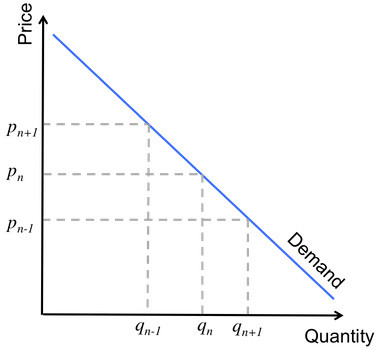 Price
p_{n+1}
p_n
p_{n-1}
Demand
q_{n-1} q_n q_{n+1}
Quantity